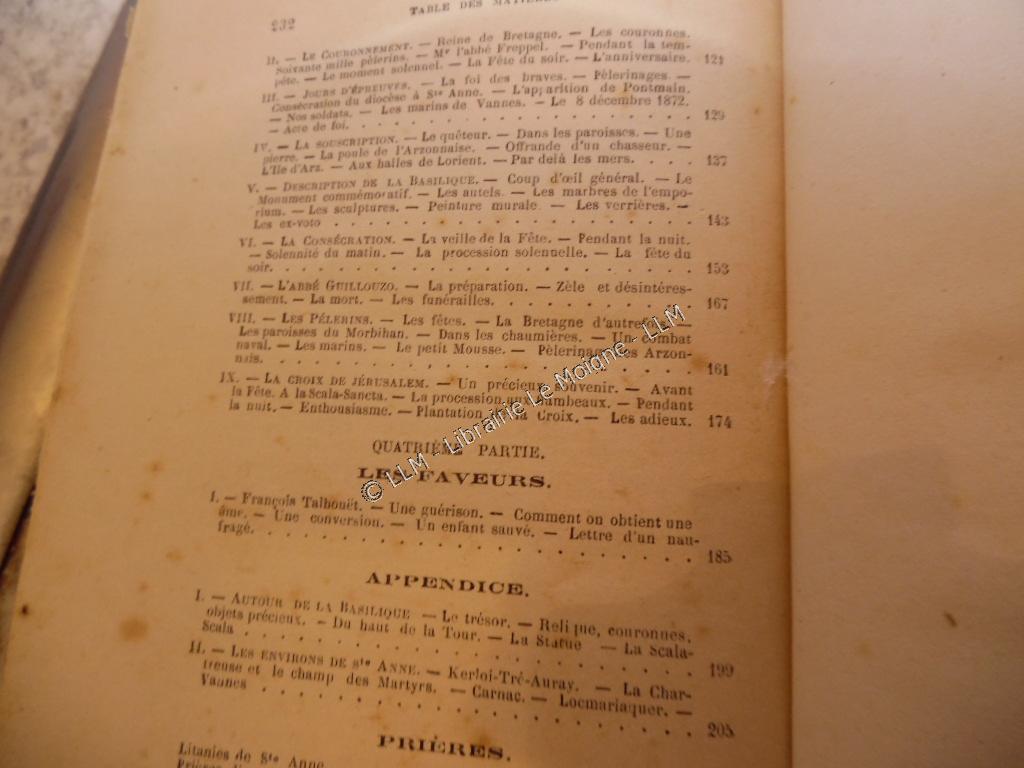 232
TABLE DES
II. — LE COURONNEMENT. — Reine de Bretagne. — Les couronnes.
Soixante mille pèlerins. — Mgr l'abbé Freppel. — Pendant la tem-
pête. — Le moment solennel. — La Fête du soir. — L'anniversaire. 121
III. — JOURS D'ÉPREUVES. — La foi des braves. — Pèlerinages. —
Consécration du diocèse à Ste Anne. — L'apparition de Pontmain.
— Nos soldats. — Les marins de Vannes. — Le 8 décembre 1872.
— Acte de foi. . . . . . . . . . . . . . . . . . 129
IV. — LA SOUSCRIPTION. — Le quêteur. — Dans les paroisses. — Une
pierre. — La poule de l'Arzonnaise. — Offrande d'un chasseur. —
L'Ile d'Arz. — Aux halles de Lorient. — Par delà les mers. . . . . 137
V. — DESCRIPTION DE LA BASILIQUE. — Coup d'œil général. — Le
Monument commémoratif. — Les autels. — Les marbres de l'empo-
rium. — Les sculptures. — Peinture murale. — Les verrières. —
Les ex-voto . . . . . . . . . . . . . . . . . . 143
VI. — LA CONSÉCRATION. — La veille de la Fête. — Pendant la nuit.
— Solennité du matin. — La procession solennelle. — La fête du
soir. . . . . . . . . . . . . . . . . . . . . 153
VII. — L'ABBÉ GUILLOUZO. — La préparation. — Zèle et désintéres-
sement. — La mort. — Les funérailles. . . . . . . . . . . 167
VIII. — LES PÉLERINS. — Les fêtes. — La Bretagne d'autrefois. —
Les paroisses du Morbihan. — Dans les chaumières. — Un combat
naval. — Les marins. — Le petit Mousse. — Pèlerinage des Arzon-
nais. . . . . . . . . . . . . . . . . . . . . 161
IX. — LA CROIX DE JÉRUSALEM. — Un précieux souvenir. — Avant
la Fête. A la Scala-Sancta. — La procession aux flambeaux. — Pendant
la nuit. — Enthousiasme. — Plantation de la Croix. — Les adieux. 174
QUATRIÈME PARTIE.
LES FAVEURS.
I. — François Talhouët. — Une guérison. — Comment on obtient une
âme. — Une conversion. — Un enfant sauvé. — Lettre d'un nau-
fragé. . . . . . . . . . . . . . . . . . . . . 185
APPENDICE.
I. — AUTOUR DE LA BASILIQUE — Le trésor. — Relique, couronnes,
objets précieux. — Du haut de la Tour. — La Statue — La Scala-
Scala . . . . . . . . . . . . . . . . . . . . 199
II. — LES ENVIRONS DE Ste ANNE. — Kerloi-Tré-Auray. — La Char-
treuse et le champ des Martyrs. — Carnac. — Locmariaquer. —
Vannes . . . . . . . . . . . . . . . . . . . . 205
PRIÈRES.
Litanies de Ste Anne
© LLM - Librairie Le Moigne - LLM